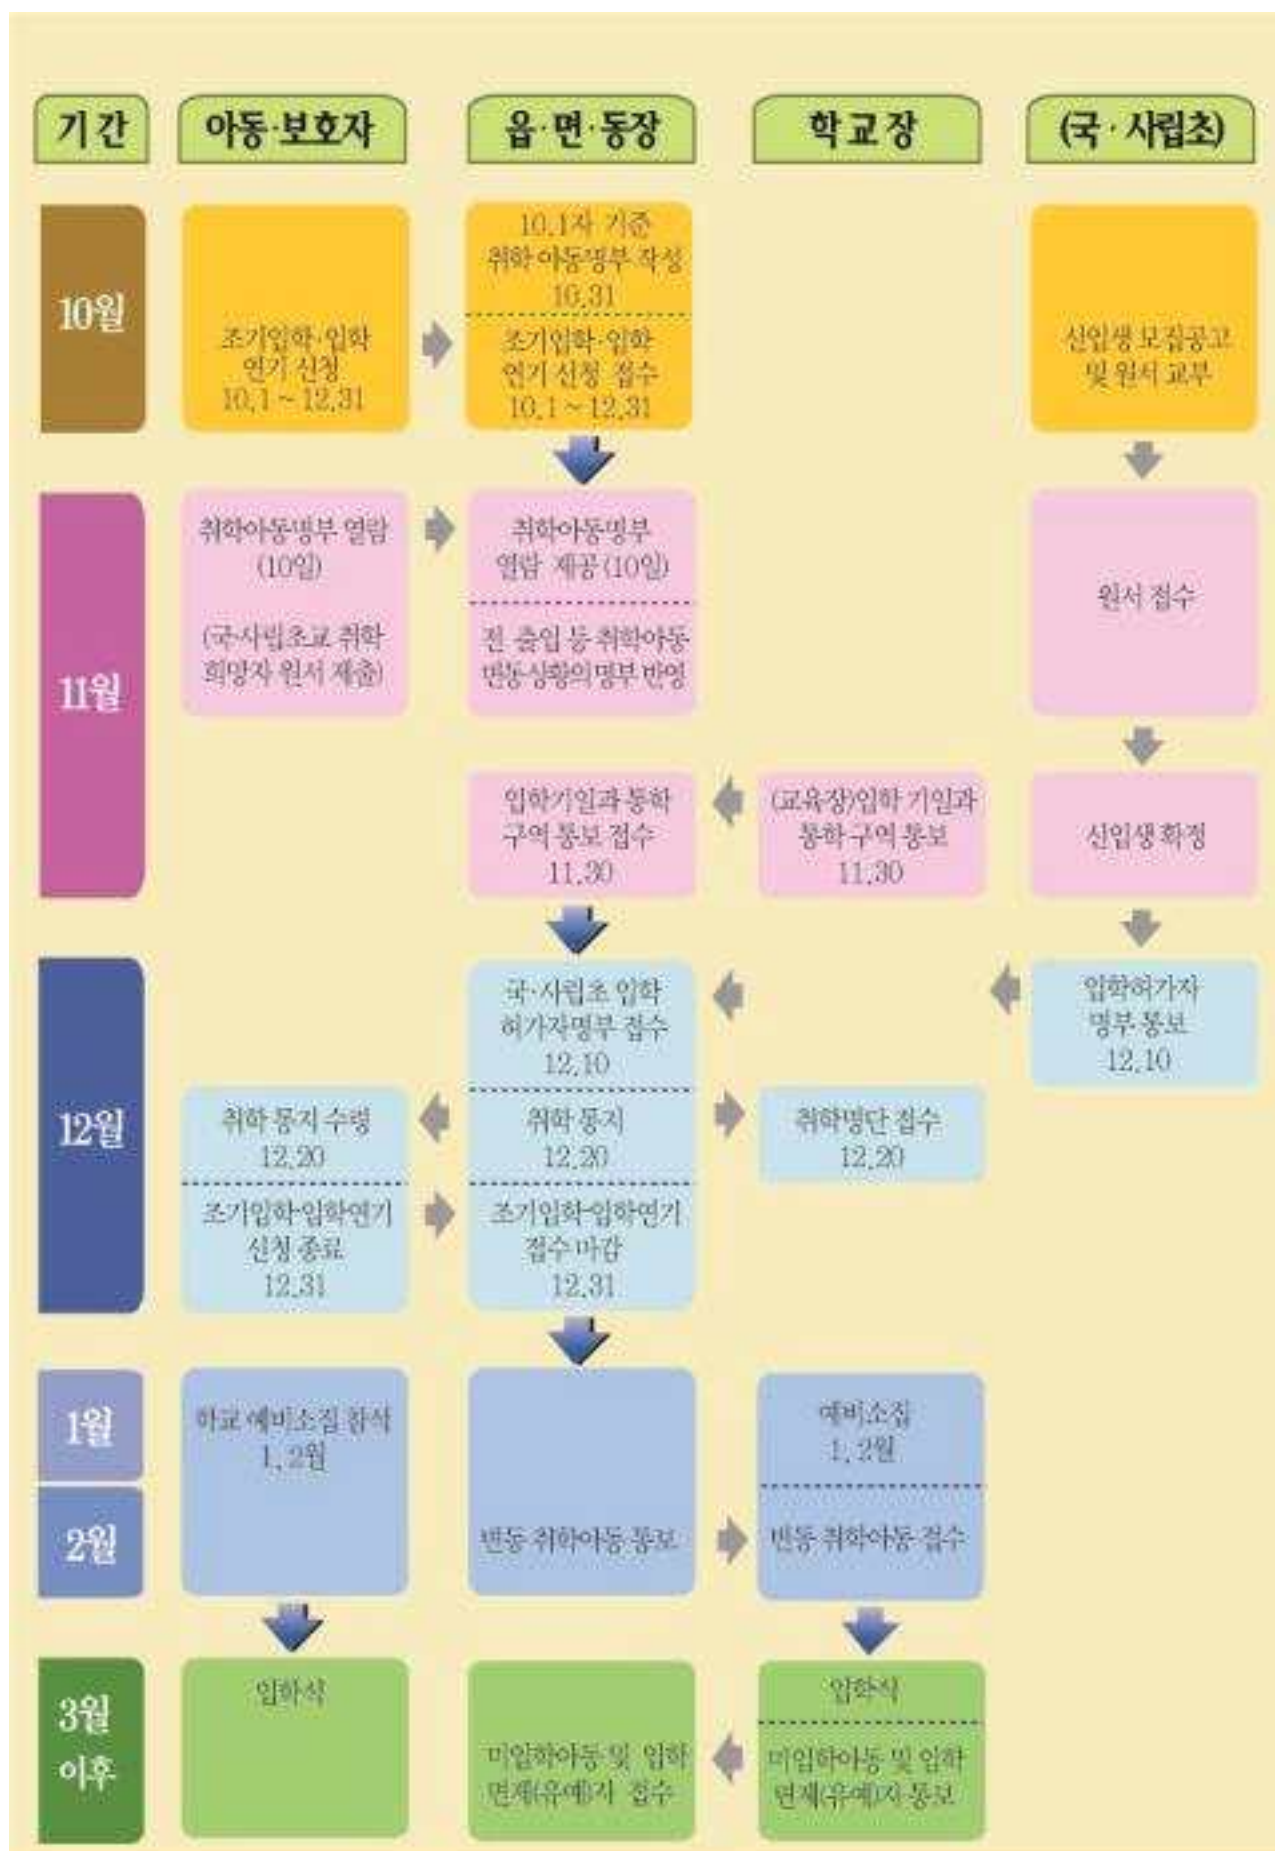 기간
아동·보호자
읍·면·동장
학교장
(국·사립초)
10월
조기입학·입학
연기 신청
10.1 ~ 12.31
10.1자 기준
취학 아동명부 작성
10.31
조기입학·입학
연기 신청 접수
10.1 ~ 12.31
신입생 모집공고
및 원서 교부
11월
취학아동명부 열람
(10일)
(국·사립초교 취학
희망자 원서 제출)
취학아동명부
열람 제공(10일)
전·출입 등 취학아동
변동상황의 명부 반영
원서 접수
입학기일과 통학
구역 통보 접수
11.30
(교육장)입학 기일과
통학 구역 통보
11.30
신입생 확정
12월
국·사립초 입학
허가자명부 접수
12.10
입학허가자
명부 통보
12.10
취학 통지 수령
12.20
취학 통지
12.20
취학명단 접수
12.20
조기입학·입학연기
신청 종료
12.31
조기입학·입학연기
접수 마감
12.31
1월
학교 예비소집 참석
1, 2월
예비소집
1, 2월
2월
변동 취학아동 통보
변동 취학아동 접수
3월
이후
입학식
입학식
미입학아동 및 입학
면제(유예)자 접수
미입학아동 및 입학
면제(유예)자 통보